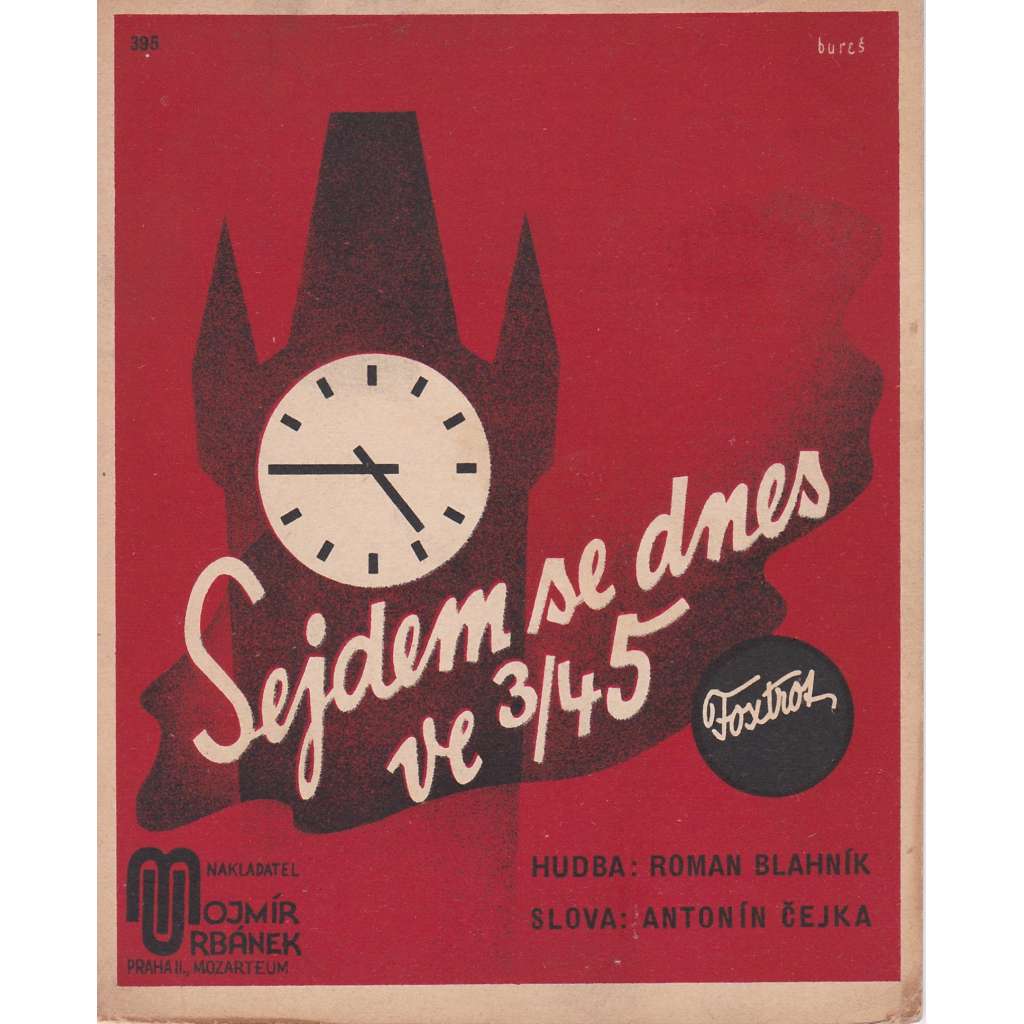 395
bureš
Sejdem se dnes
ve 3/45
Foxtrot
HUDBA: ROMAN BLAHNÍK
SLOVA: ANTONÍN ČEJKA
NAKLADATEL
MOJMÍR
URBÁNEK
PRAHA II., MOZARTEUM